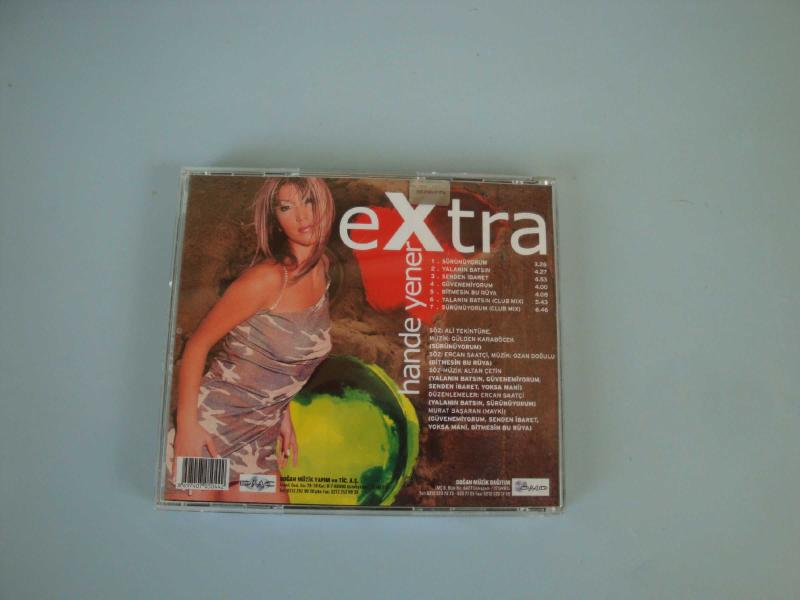 eXtra
hande yener
1 . SÜRÜNÜYORUM 3.26
2 . YALANIN BATSIN 4.27
3 . SENDEN İBARET 4.53
4 . GÜVENEMİYORUM 4.00
5 . BİTMESİN BU RÜYA 4.08
6 . YALANIN BATSIN (CLUB MIX) 5.43
7 . SÜRÜNÜYORUM (CLUB MIX) 6.46
SÖZ: ALİ TEKİNTÜRE,
MÜZİK: GÜLDEN KARABÖCEK
(SÜRÜNÜYORUM)
SÖZ: ERCAN SAATÇİ, MÜZİK: OZAN DOĞULU
(BİTMESİN BU RÜYA)
SÖZ-MÜZİK ALTAN ÇETİN
(YALANIN BATSIN, GÜVENEMİYORUM,
SENDEN İBARET, YOKSA MANİ)
DÜZENLEMELER: ERCAN SAATÇİ
(YALANIN BATSIN, SÜRÜNÜYORUM)
MURAT BAŞARAN (MAYKİ)
(GÜVENEMİYORUM, SENDEN İBARET,
YOKSA MANİ, BİTMESİN BU RÜYA)
DOĞAN MÜZİK YAPIM ve TİC. A.Ş.
DOĞAN MÜZİK DAĞITIM